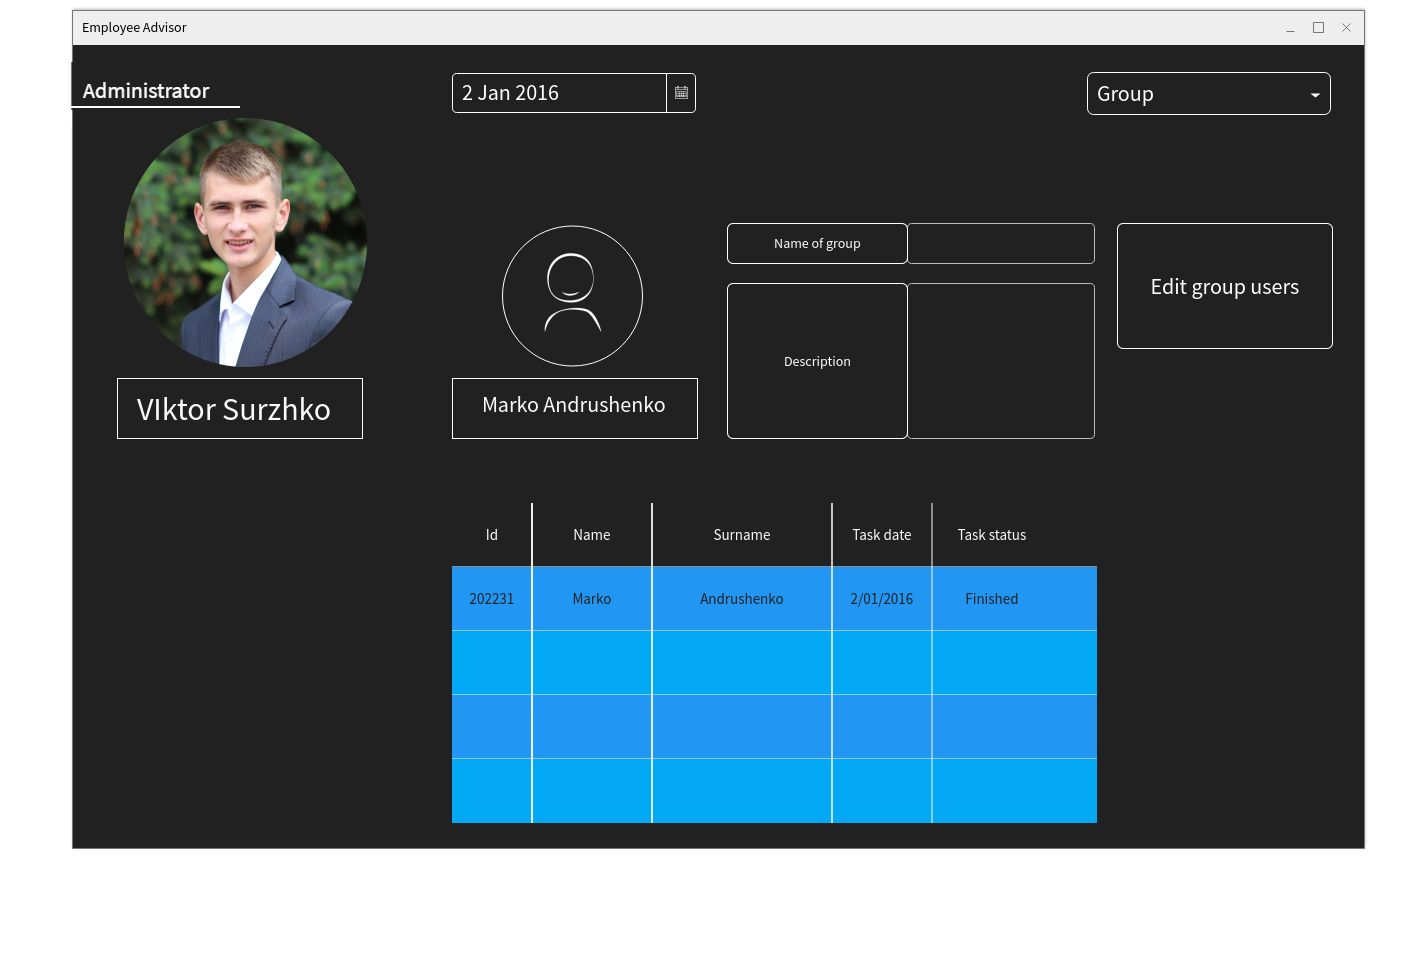 Employee Advisor
Administrator
2 Jan 2016
Group
Name of group
Edit group users
Description
VIktor Surzhko
Marko Andrushenko
Id Name Surname Task date Task status
202231 Marko Andrushenko 2/01/2016 Finished